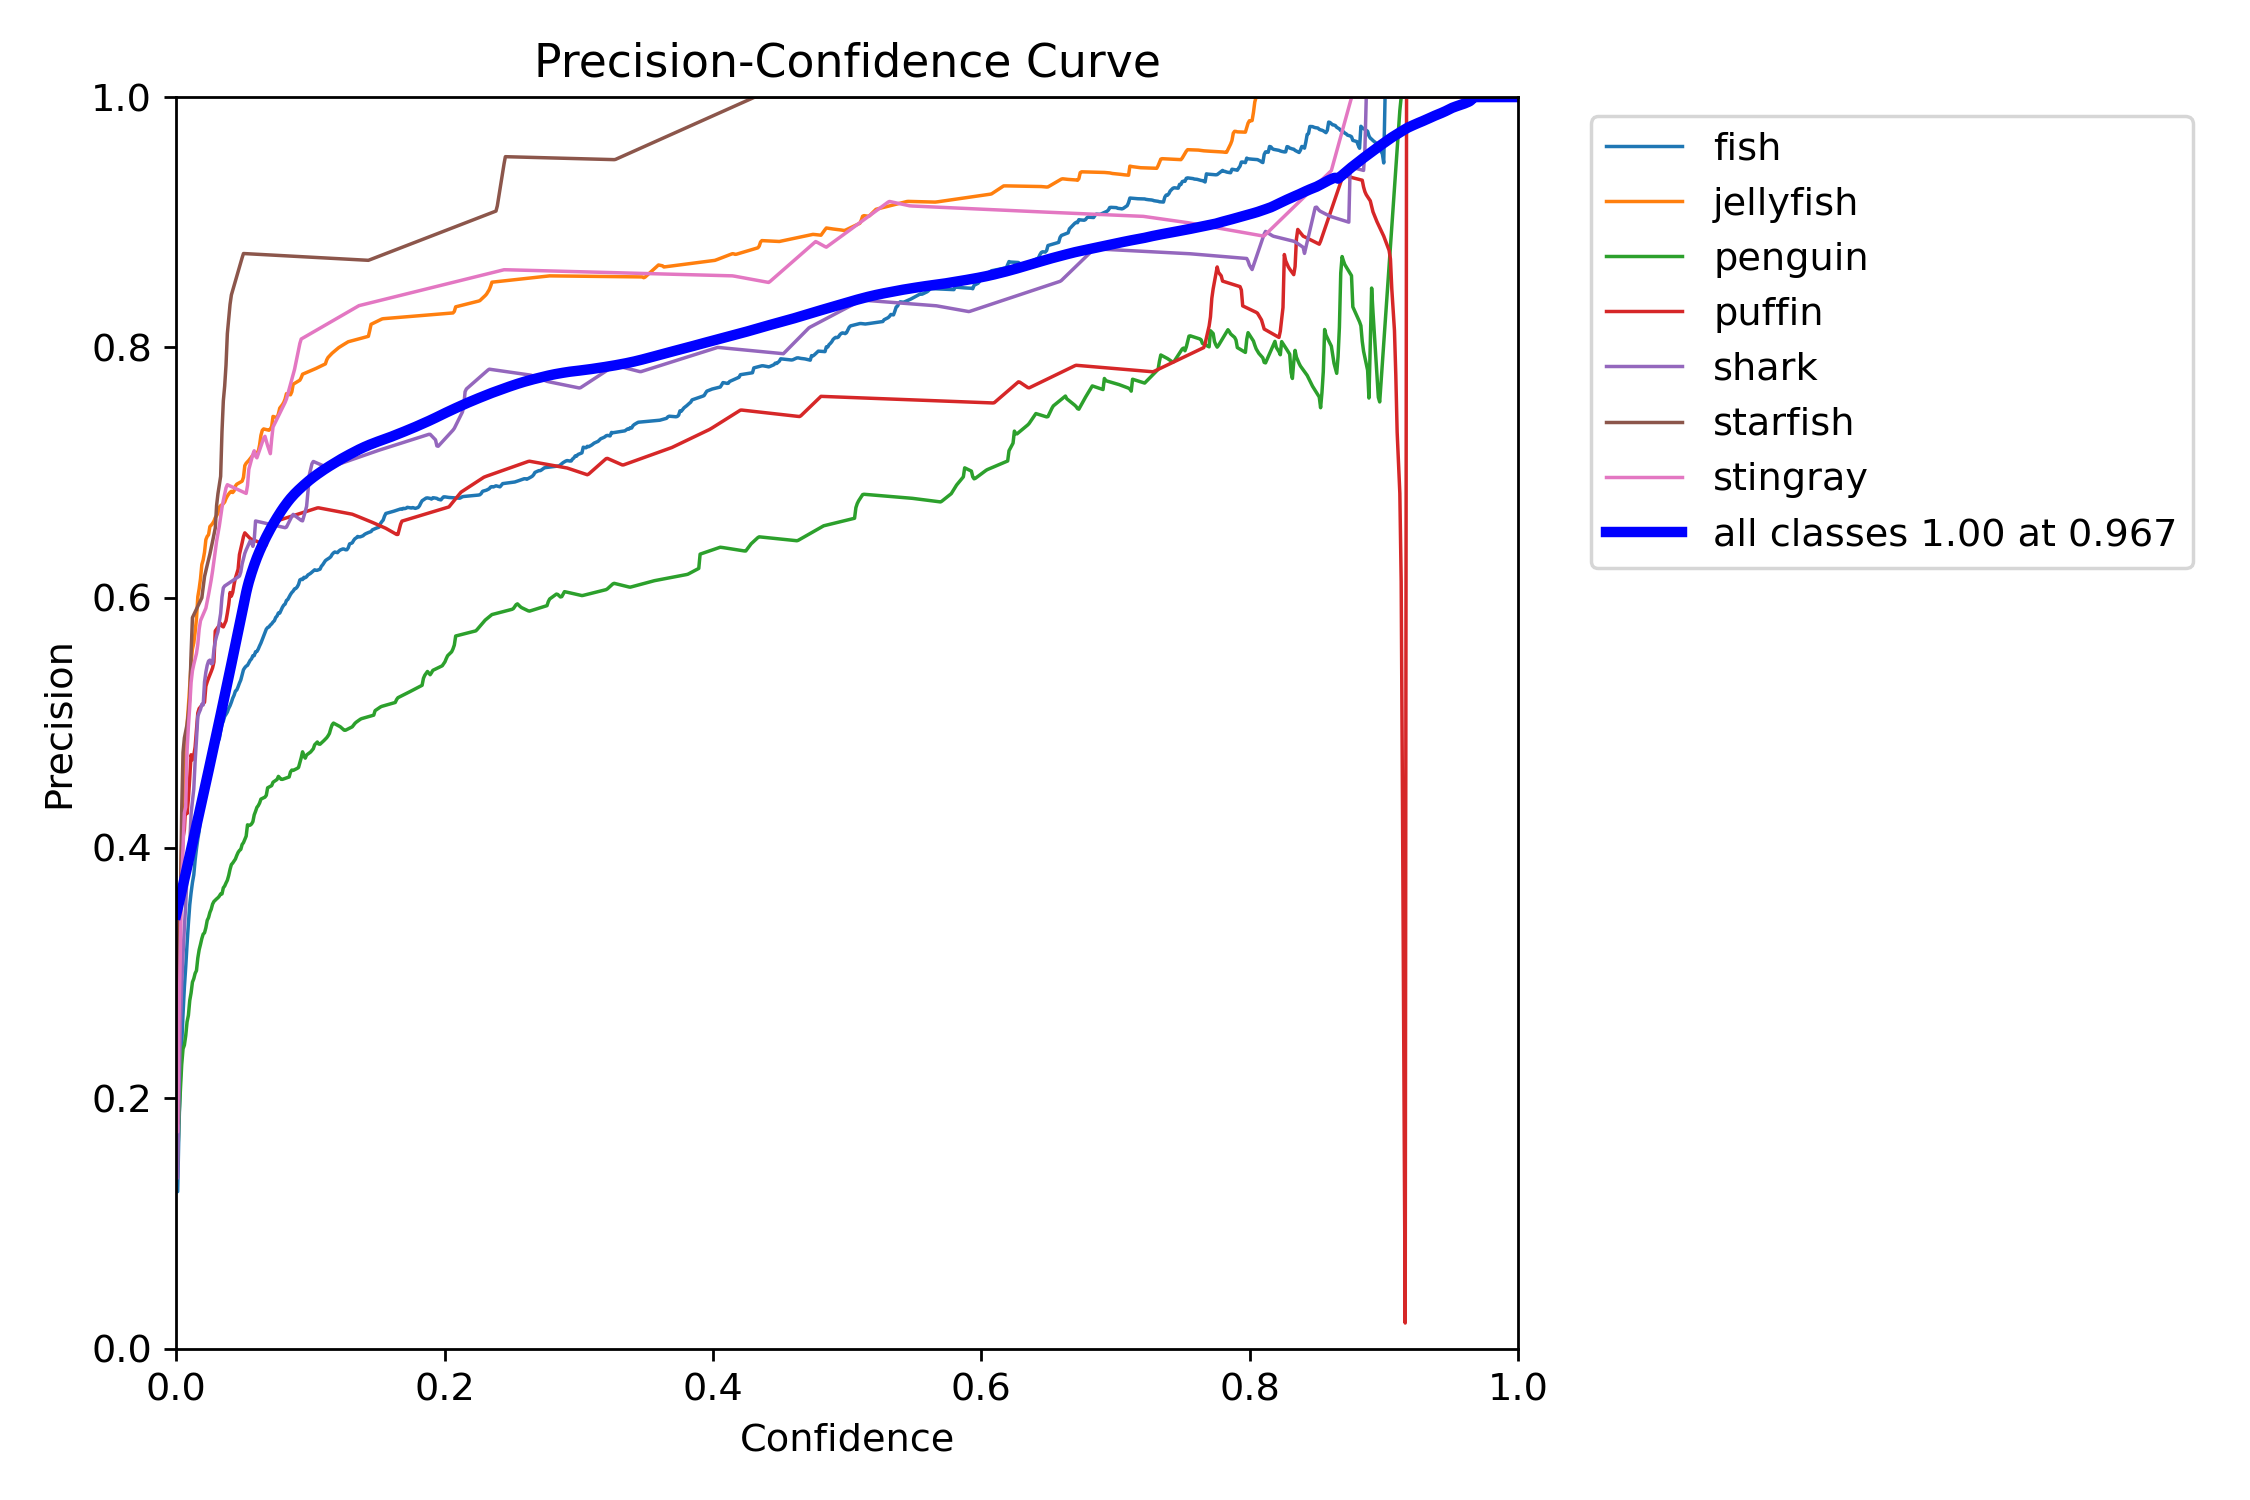 Precision-Confidence Curve
1.0
0.8
0.6
0.4
0.2
0.0
Precision
0.0 0.2 0.4 0.6 0.8 1.0
Confidence
fish
jellyfish
penguin
puffin
shark
starfish
stingray
all classes 1.00 at 0.967